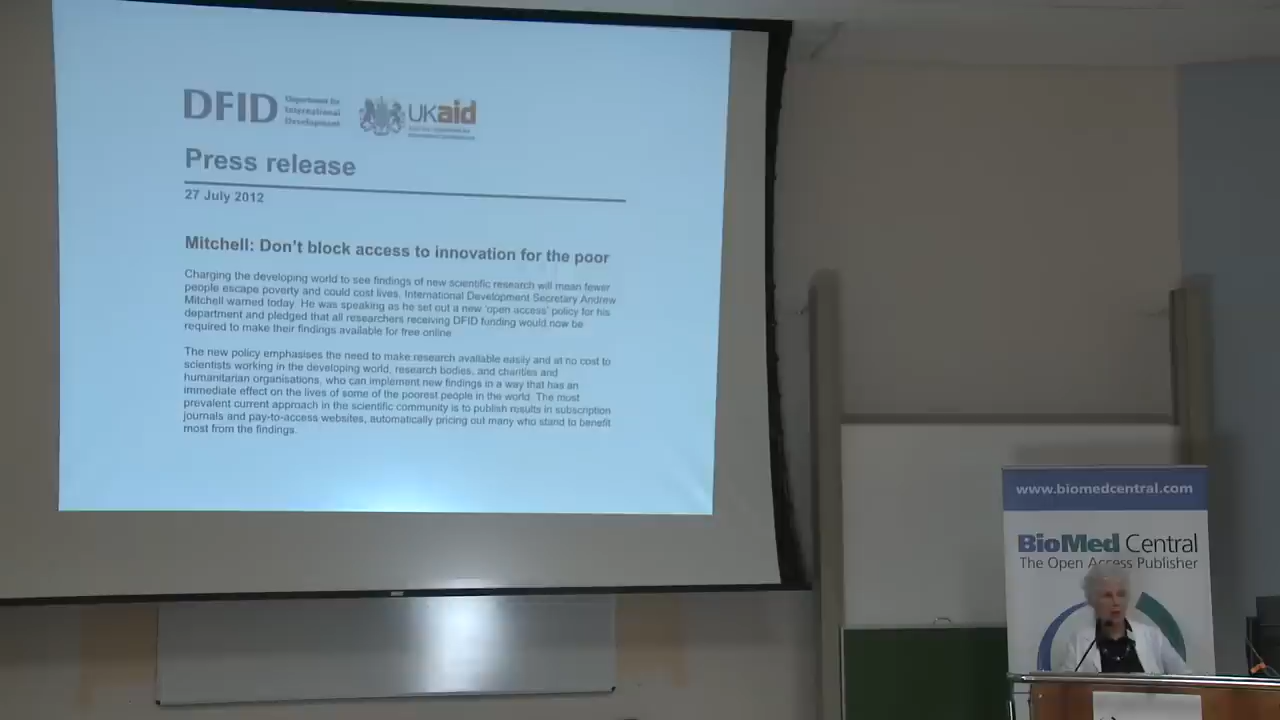 DFID Department for
International
Development
UKaid
Press release
27 July 2012
Mitchell: Don't block access to innovation for the poor
Charging the developing world to see findings of new scientific research will mean fewer
people escape poverty and could cost lives, International Development Secretary Andrew
Mitchell warned today. He was speaking as he set out a new 'open access' policy for his
department and pledged that all researchers receiving DFID funding would now be
required to make their findings available for free online
The new policy emphasises the need to make research available easily and at no cost to
scientists working in the developing world, research bodies, and charities and
humanitarian organisations, who can implement new findings in a way that has an
immediate effect on the lives of some of the poorest people in the world. The most
prevalent current approach in the scientific community is to publish results in subscription
journals and pay-to-access websites, automatically pricing out many who stand to benefit
most from the findings.
www.biomedcentral.com
BioMed Central
The Open Access Publisher